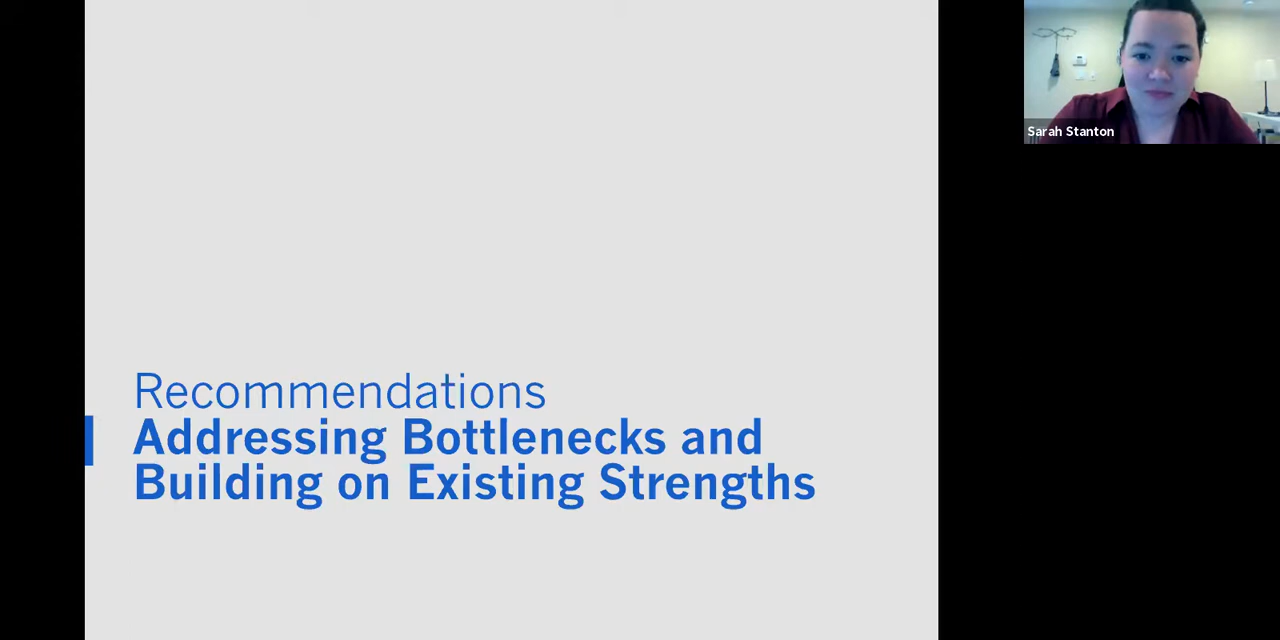 Recommendations
Addressing Bottlenecks and
Building on Existing Strengths
Sarah Stanton